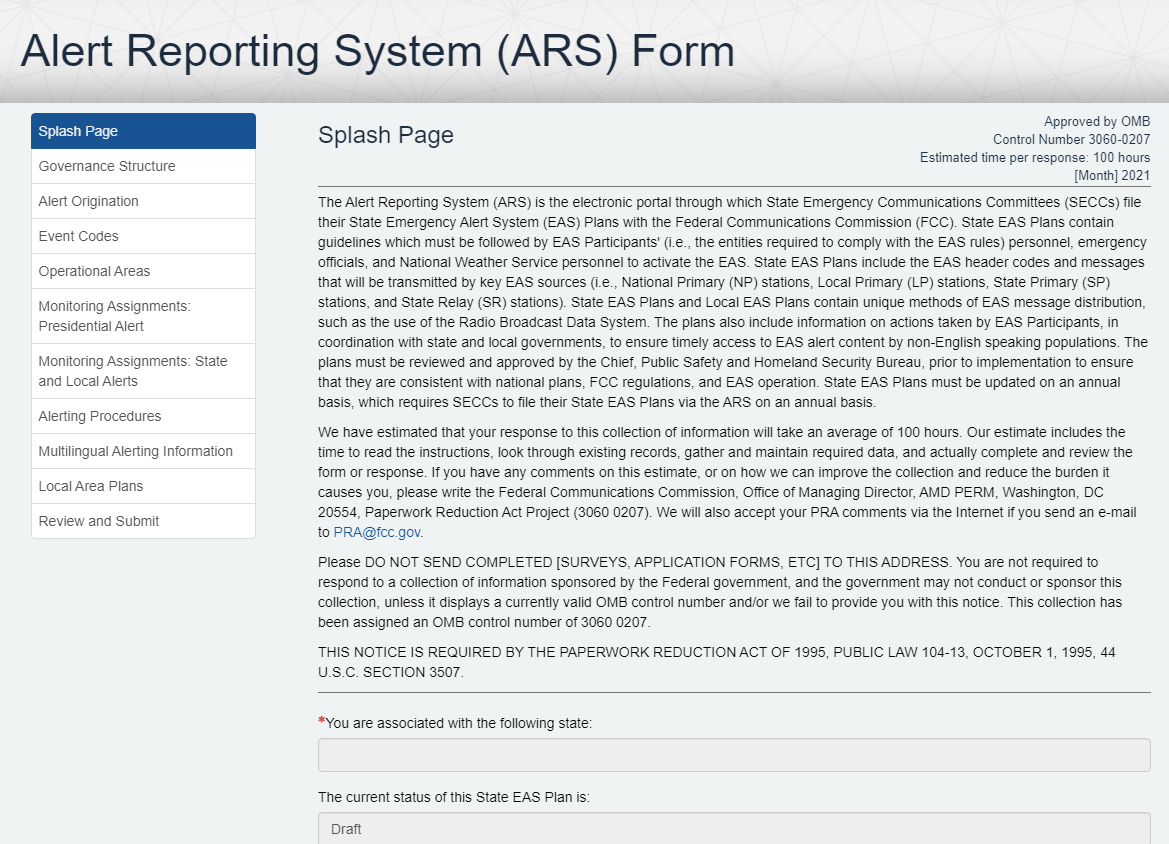 Alert Reporting System (ARS) Form
Splash Page
Governance Structure
Alert Origination
Event Codes
Operational Areas
Monitoring Assignments:
Presidential Alert
Monitoring Assignments: State
and Local Alerts
Alerting Procedures
Multilingual Alerting Information
Local Area Plans
Review and Submit
Splash Page
Approved by OMB
Control Number 3060-0207
Estimated time per response: 100 hours
[Month] 2021
The Alert Reporting System (ARS) is the electronic portal through which State Emergency Communications Committees (SECCs) file
their State Emergency Alert System (EAS) Plans with the Federal Communications Commission (FCC). State EAS Plans contain
guidelines which must be followed by EAS Participants' (i.e., the entities required to comply with the EAS rules) personnel, emergency
officials, and National Weather Service personnel to activate the EAS. State EAS Plans include the EAS header codes and messages
that will be transmitted by key EAS sources (i.e., National Primary (NP) stations, Local Primary (LP) stations, State Primary (SP)
stations, and State Relay (SR) stations). State EAS Plans and Local EAS Plans contain unique methods of EAS message distribution,
such as the use of the Radio Broadcast Data System. The plans also include information on actions taken by EAS Participants, in
coordination with state and local governments, to ensure timely access to EAS alert content by non-English speaking populations. The
plans must be reviewed and approved by the Chief, Public Safety and Homeland Security Bureau, prior to implementation to ensure
that they are consistent with national plans, FCC regulations, and EAS operation. State EAS Plans must be updated on an annual
basis, which requires SECCs to file their State EAS Plans via the ARS on an annual basis.
We have estimated that your response to this collection of information will take an average of 100 hours. Our estimate includes the
time to read the instructions, look through existing records, gather and maintain required data, and actually complete and review the
form or response. If you have any comments on this estimate, or on how we can improve the collection and reduce the burden it
causes you, please write the Federal Communications Commission, Office of Managing Director, AMD PERM, Washington, DC
20554, Paperwork Reduction Act Project (3060 0207). We will also accept your PRA comments via the Internet if you send an e-mail
to PRA@fcc.gov.
Please DO NOT SEND COMPLETED [SURVEYS, APPLICATION FORMS, ETC] TO THIS ADDRESS. You are not required to
respond to a collection of information sponsored by the Federal government, and the government may not conduct or sponsor this
collection, unless it displays a currently valid OMB control number and/or we fail to provide you with this notice. This collection has
been assigned an OMB control number of 3060 0207.
THIS NOTICE IS REQUIRED BY THE PAPERWORK REDUCTION ACT OF 1995, PUBLIC LAW 104-13, OCTOBER 1, 1995, 44
U.S.C. SECTION 3507.
*You are associated with the following state:
The current status of this State EAS Plan is:
Draft